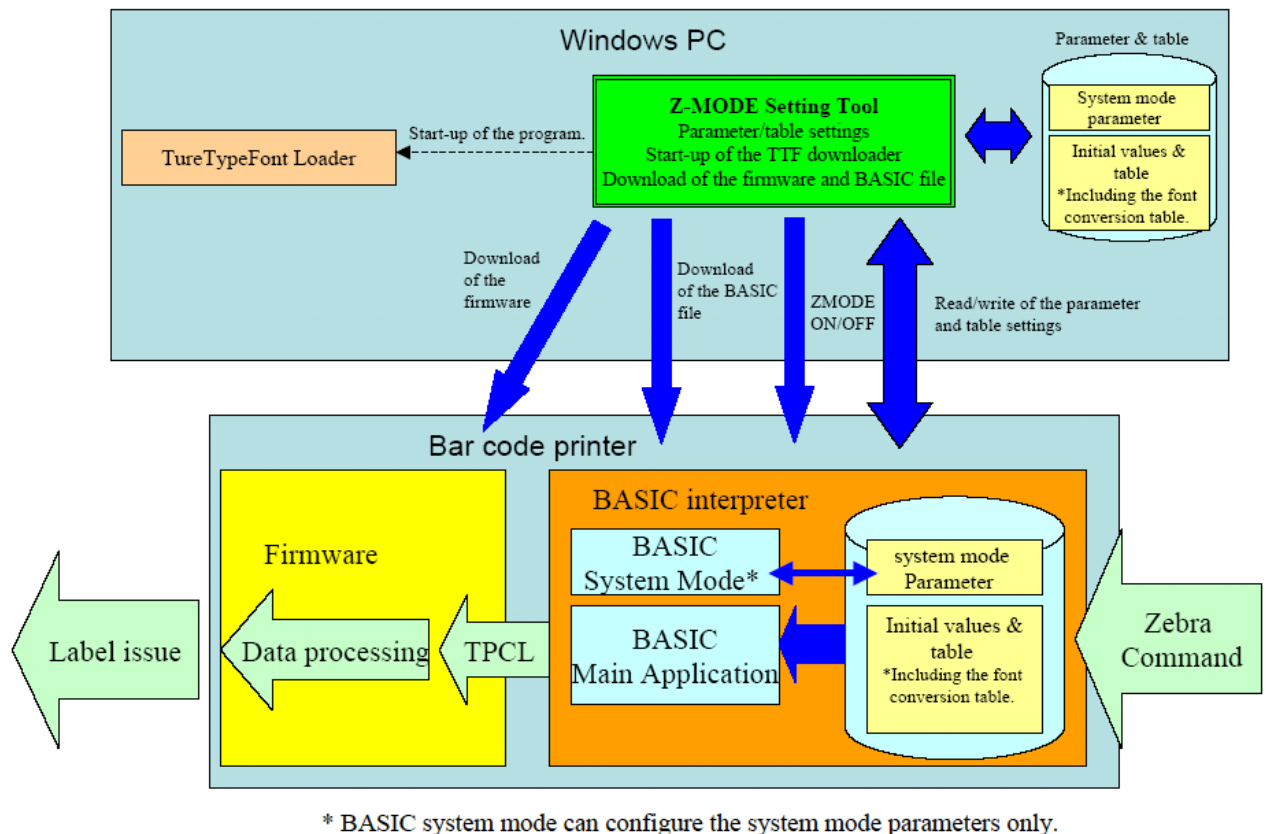 Windows PC
Parameter & table
Z-MODE Setting Tool
Parameter/table settings
Start-up of the TTF downloader
Download of the firmware and BASIC file
System mode
parameter
Initial values &
table
*Including the font
conversion table.
Start-up of the program.
TureTypeFont Loader
Download
of the
firmware
Download
of the BASIC
file
ZMODE
ON/OFF
Read/write of the parameter
and table settings
Bar code printer
BASIC interpreter
Firmware
BASIC
System Mode*
system mode
Parameter
BASIC
Main Application
Initial values &
table
*Including the font
conversion table.
Label issue
Data processing
TPCL
Zebra
Command
* BASIC system mode can configure the system mode parameters only.